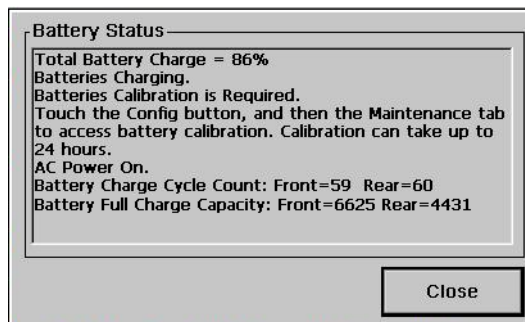 Battery Status
Total Battery Charge = 86%
Batteries Charging.
Batteries Calibration is Required.
Touch the Config button, and then the Maintenance tab
to access battery calibration. Calibration can take up to
24 hours.
AC Power On.
Battery Charge Cycle Count: Front=59 Rear=60
Battery Full Charge Capacity: Front=6625 Rear=4431
Close